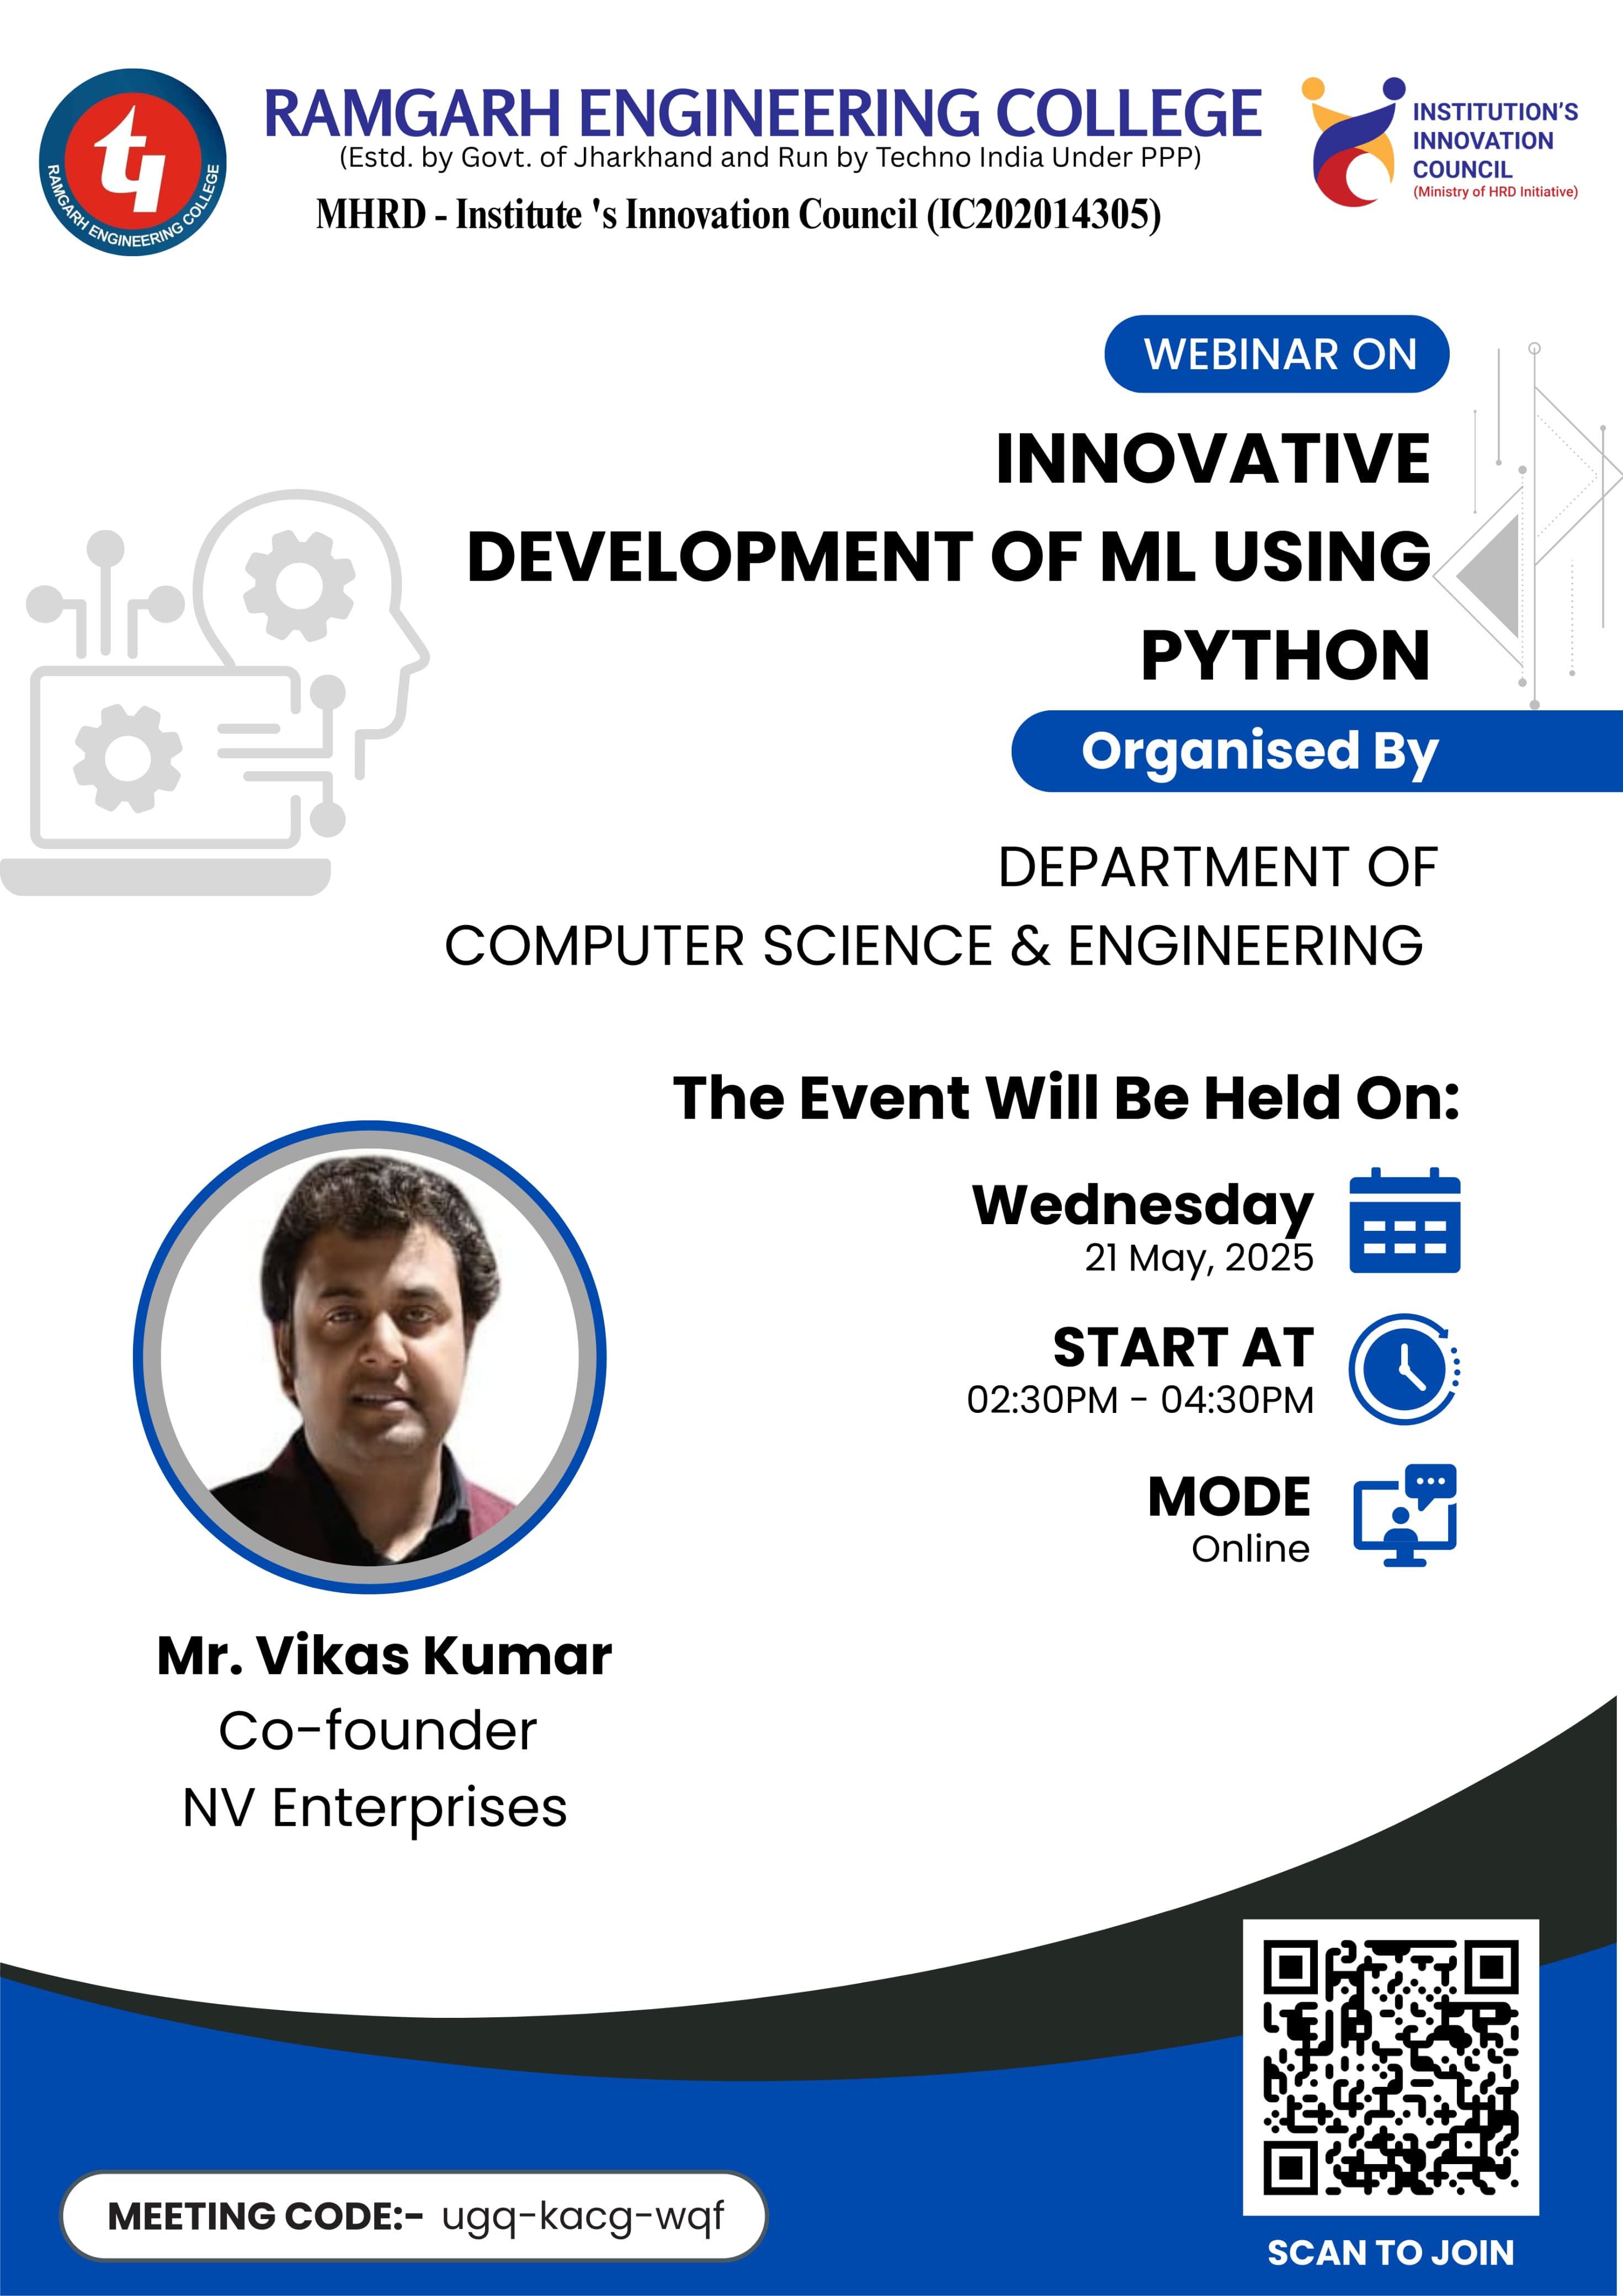 RAMGARH ENGINEERING COLLEGE
(Estd. by Govt. of Jharkhand and Run by Techno India Under PPP)
MHRD - Institute 's Innovation Council (IC202014305)
RAMGARH ENGINEERING COLLEGE
INSTITUTION'S
INNOVATION
COUNCIL
(Ministry of HRD Initiative)
WEBINAR ON
INNOVATIVE
DEVELOPMENT OF ML USING
PYTHON
Organised By
DEPARTMENT OF
COMPUTER SCIENCE & ENGINEERING
The Event Will Be Held On:
Wednesday
21 May, 2025
START AT
02:30PM - 04:30PM
MODE
Online
Mr. Vikas Kumar
Co-founder
NV Enterprises
MEETING CODE:- ugq-kacg-wqf
SCAN TO JOIN